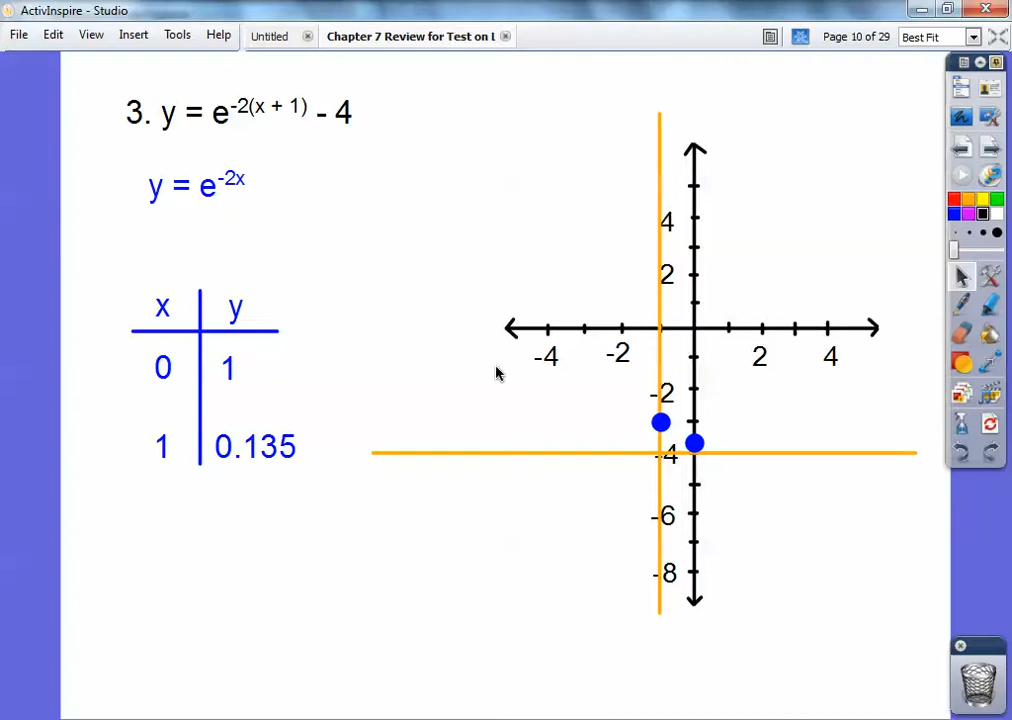 ActivInspire - Studio
File Edit View Insert Tools Help Untitled Chapter 7 Review for Test on L Page 10 of 29 Best Fit
3. y = e^-2(x + 1) - 4
y = e^-2x
x y
0 1
1 0.135
4
2
-4 -2 2 4
-2
-4
-6
-8